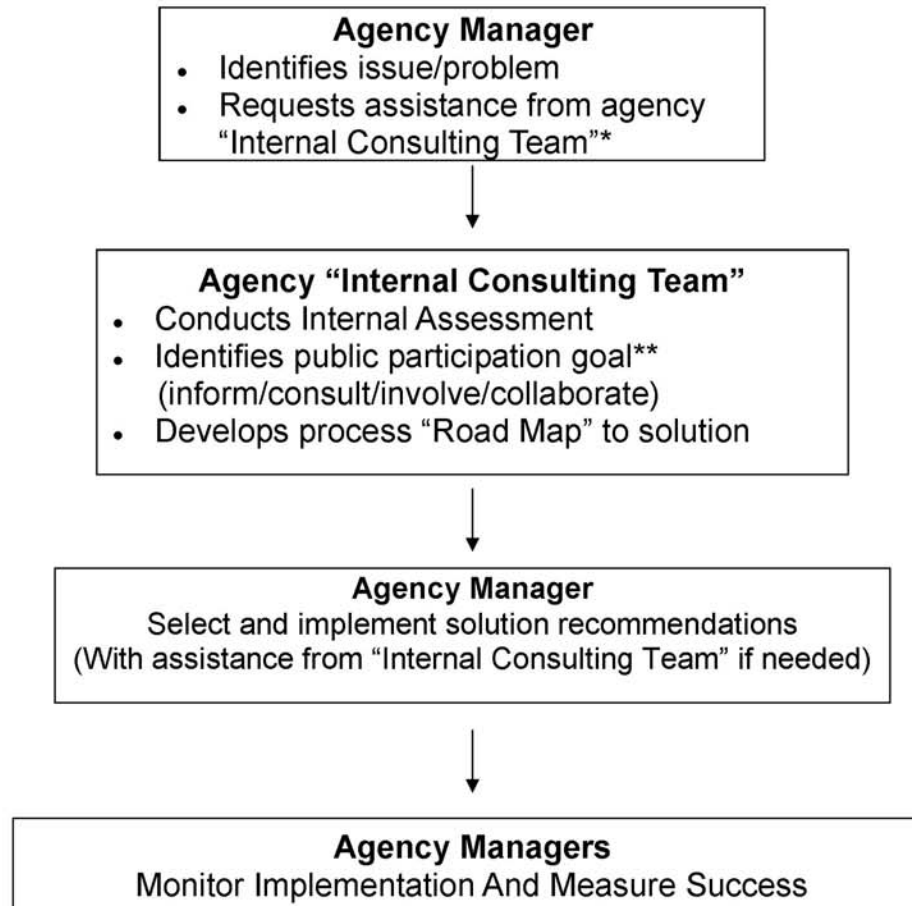 Agency Manager
• Identifies issue/problem
• Requests assistance from agency
“Internal Consulting Team”*
Agency “Internal Consulting Team”
• Conducts Internal Assessment
• Identifies public participation goal**
(inform/consult/involve/collaborate)
• Develops process “Road Map” to solution
Agency Manager
Select and implement solution recommendations
(With assistance from “Internal Consulting Team” if needed)
Agency Managers
Monitor Implementation And Measure Success